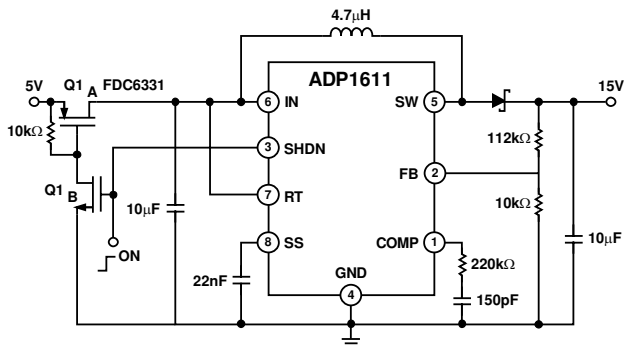 4.7μH
ADP1611
5V
Q1
A
FDC6331
15V
6
IN
SW
5
10kΩ
3
SHDN
112kΩ
Q1
B
FB
2
7
RT
10μF
10kΩ
ON
8
SS
COMP
1
10μF
220kΩ
22nF
GND
4
150pF